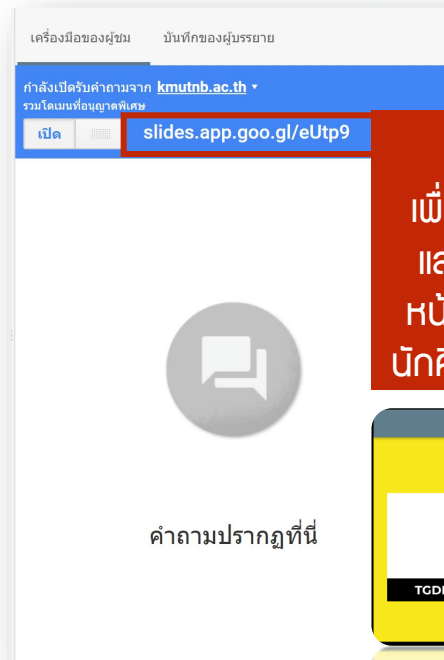 เครื่องมือของผู้ชม บันทึกของผู้บรรยาย
กำลังเปิดรับคำถามจาก kmutnb.ac.th
รวมโดเมนที่อนุญาตพิเศษ
เปิด slides.app.goo.gl/eUtp9
คำถามปรากฏที่นี่